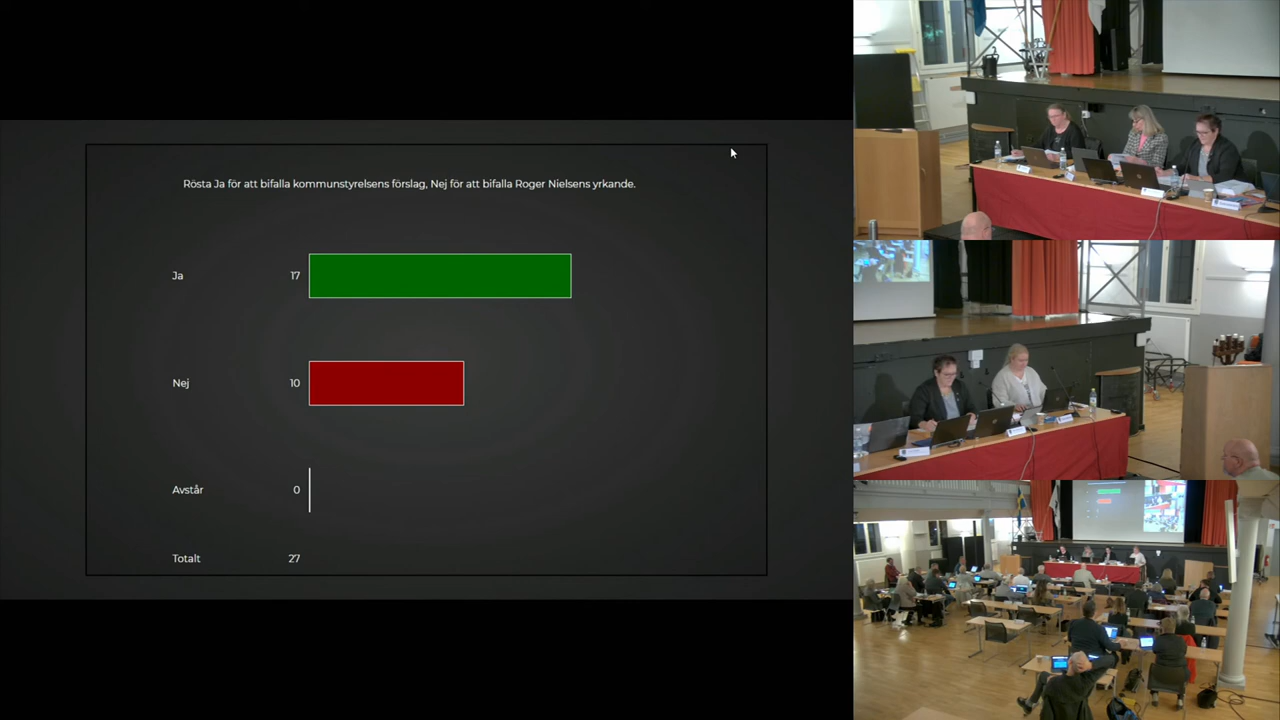 Rösta Ja för att bifalla kommunstyrelsens förslag, Nej för att bifalla Roger Nielsens yrkande.
Ja 17
Nej 10
Avstår 0
Totalt 27